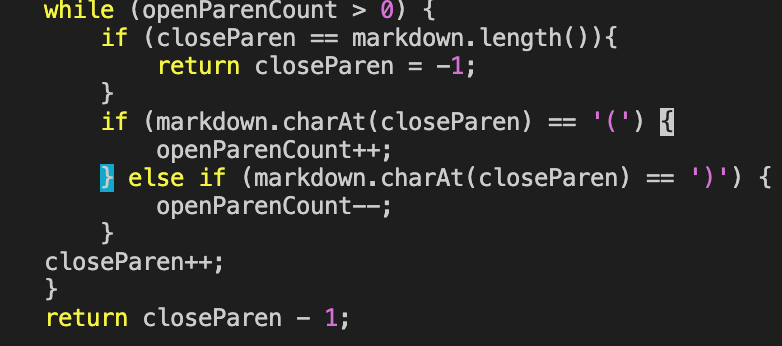 while (openParenCount > 0) {
    if (closeParen == markdown.length()){
        return closeParen = -1;
    }
    if (markdown.charAt(closeParen) == '(') {
        openParenCount++;
    } else if (markdown.charAt(closeParen) == ')') {
        openParenCount--;
    }
closeParen++;
}
return closeParen - 1;